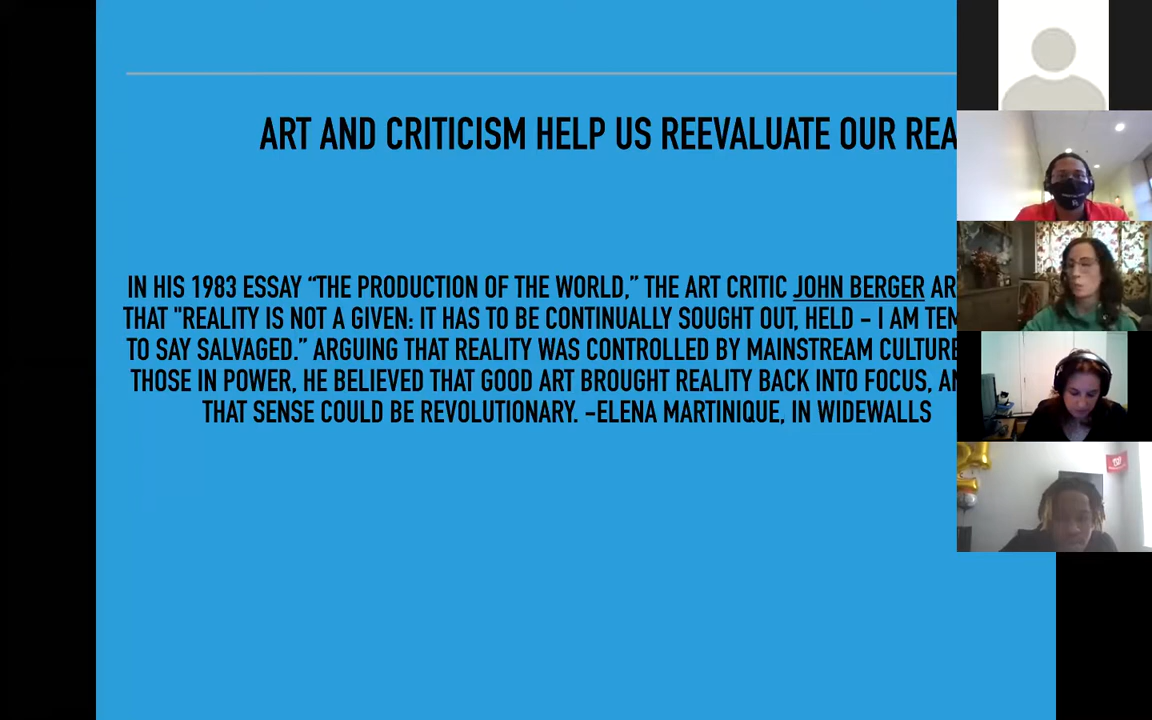 ART AND CRITICISM HELP US REEVALUATE OUR REA
IN HIS 1983 ESSAY “THE PRODUCTION OF THE WORLD,” THE ART CRITIC JOHN BERGER AR
THAT "REALITY IS NOT A GIVEN: IT HAS TO BE CONTINUALLY SOUGHT OUT, HELD - I AM TEM
TO SAY SALVAGED.” ARGUING THAT REALITY WAS CONTROLLED BY MAINSTREAM CULTURE
THOSE IN POWER, HE BELIEVED THAT GOOD ART BROUGHT REALITY BACK INTO FOCUS, AN
THAT SENSE COULD BE REVOLUTIONARY. -ELENA MARTINIQUE, IN WIDEWALLS